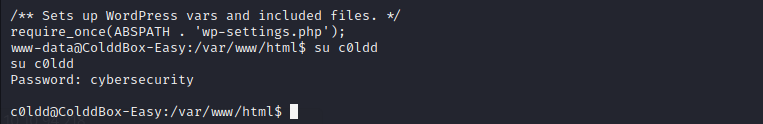 /** Sets up WordPress vars and included files. */
require_once(ABSPATH . 'wp-settings.php');
www-data@ColddBox-Easy:/var/www/html$ su c0ldd
su c0ldd
Password: cybersecurity
c0ldd@ColddBox-Easy:/var/www/html$